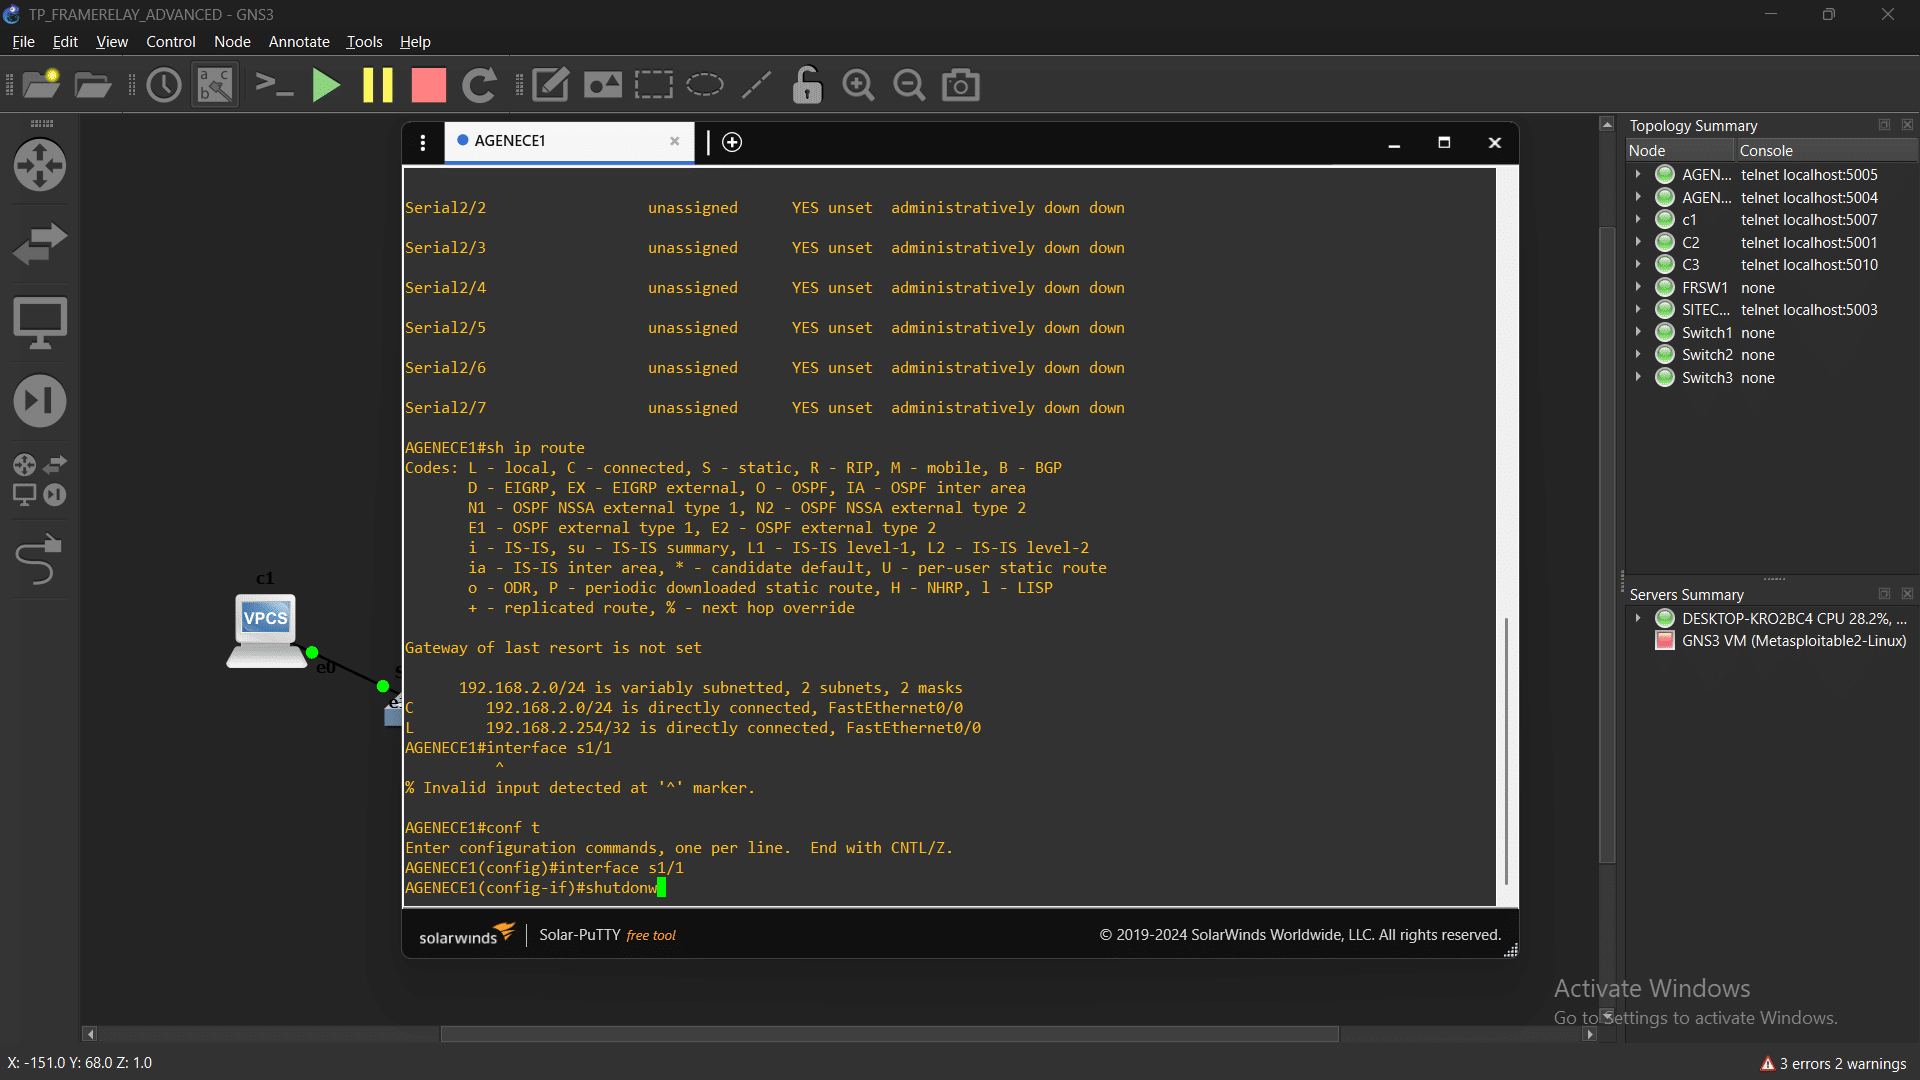 TP_FRAMERELAY_ADVANCED - GNS3
File Edit View Control Node Annotate Tools Help
AGENECE1
Serial2/2 unassigned YES unset administratively down down
Serial2/3 unassigned YES unset administratively down down
Serial2/4 unassigned YES unset administratively down down
Serial2/5 unassigned YES unset administratively down down
Serial2/6 unassigned YES unset administratively down down
Serial2/7 unassigned YES unset administratively down down
AGENECE1#sh ip route
Codes: L - local, C - connected, S - static, R - RIP, M - mobile, B - BGP
D - EIGRP, EX - EIGRP external, O - OSPF, IA - OSPF inter area
N1 - OSPF NSSA external type 1, N2 - OSPF NSSA external type 2
E1 - OSPF external type 1, E2 - OSPF external type 2
i - IS-IS, su - IS-IS summary, L1 - IS-IS level-1, L2 - IS-IS level-2
ia - IS-IS inter area, * - candidate default, U - per-user static route
o - ODR, P - periodic downloaded static route, H - NHRP, l - LISP
+ - replicated route, % - next hop override
Gateway of last resort is not set
192.168.2.0/24 is variably subnetted, 2 subnets, 2 masks
C 192.168.2.0/24 is directly connected, FastEthernet0/0
L 192.168.2.254/32 is directly connected, FastEthernet0/0
AGENECE1#interface s1/1
^
% Invalid input detected at '^' marker.
AGENECE1#conf t
Enter configuration commands, one per line. End with CNTL/Z.
AGENECE1(config)#interface s1/1
AGENECE1(config-if)#shutdonw
solarwinds Solar-PuTTY free tool © 2019-2024 SolarWinds Worldwide, LLC. All rights reserved.
c1
VPCS
e0
Topology Summary
Node Console
AGEN... telnet localhost:5005
AGEN... telnet localhost:5004
c1 telnet localhost:5007
C2 telnet localhost:5001
C3 telnet localhost:5010
FRSW1 none
SITEC... telnet localhost:5003
Switch1 none
Switch2 none
Switch3 none
Servers Summary
DESKTOP-KRO2BC4 CPU 28.2%, ...
GNS3 VM (Metasploitable2-Linux)
Activate Windows
Go to Settings to activate Windows.
X: -151.0 Y: 68.0 Z: 1.0
3 errors 2 warnings